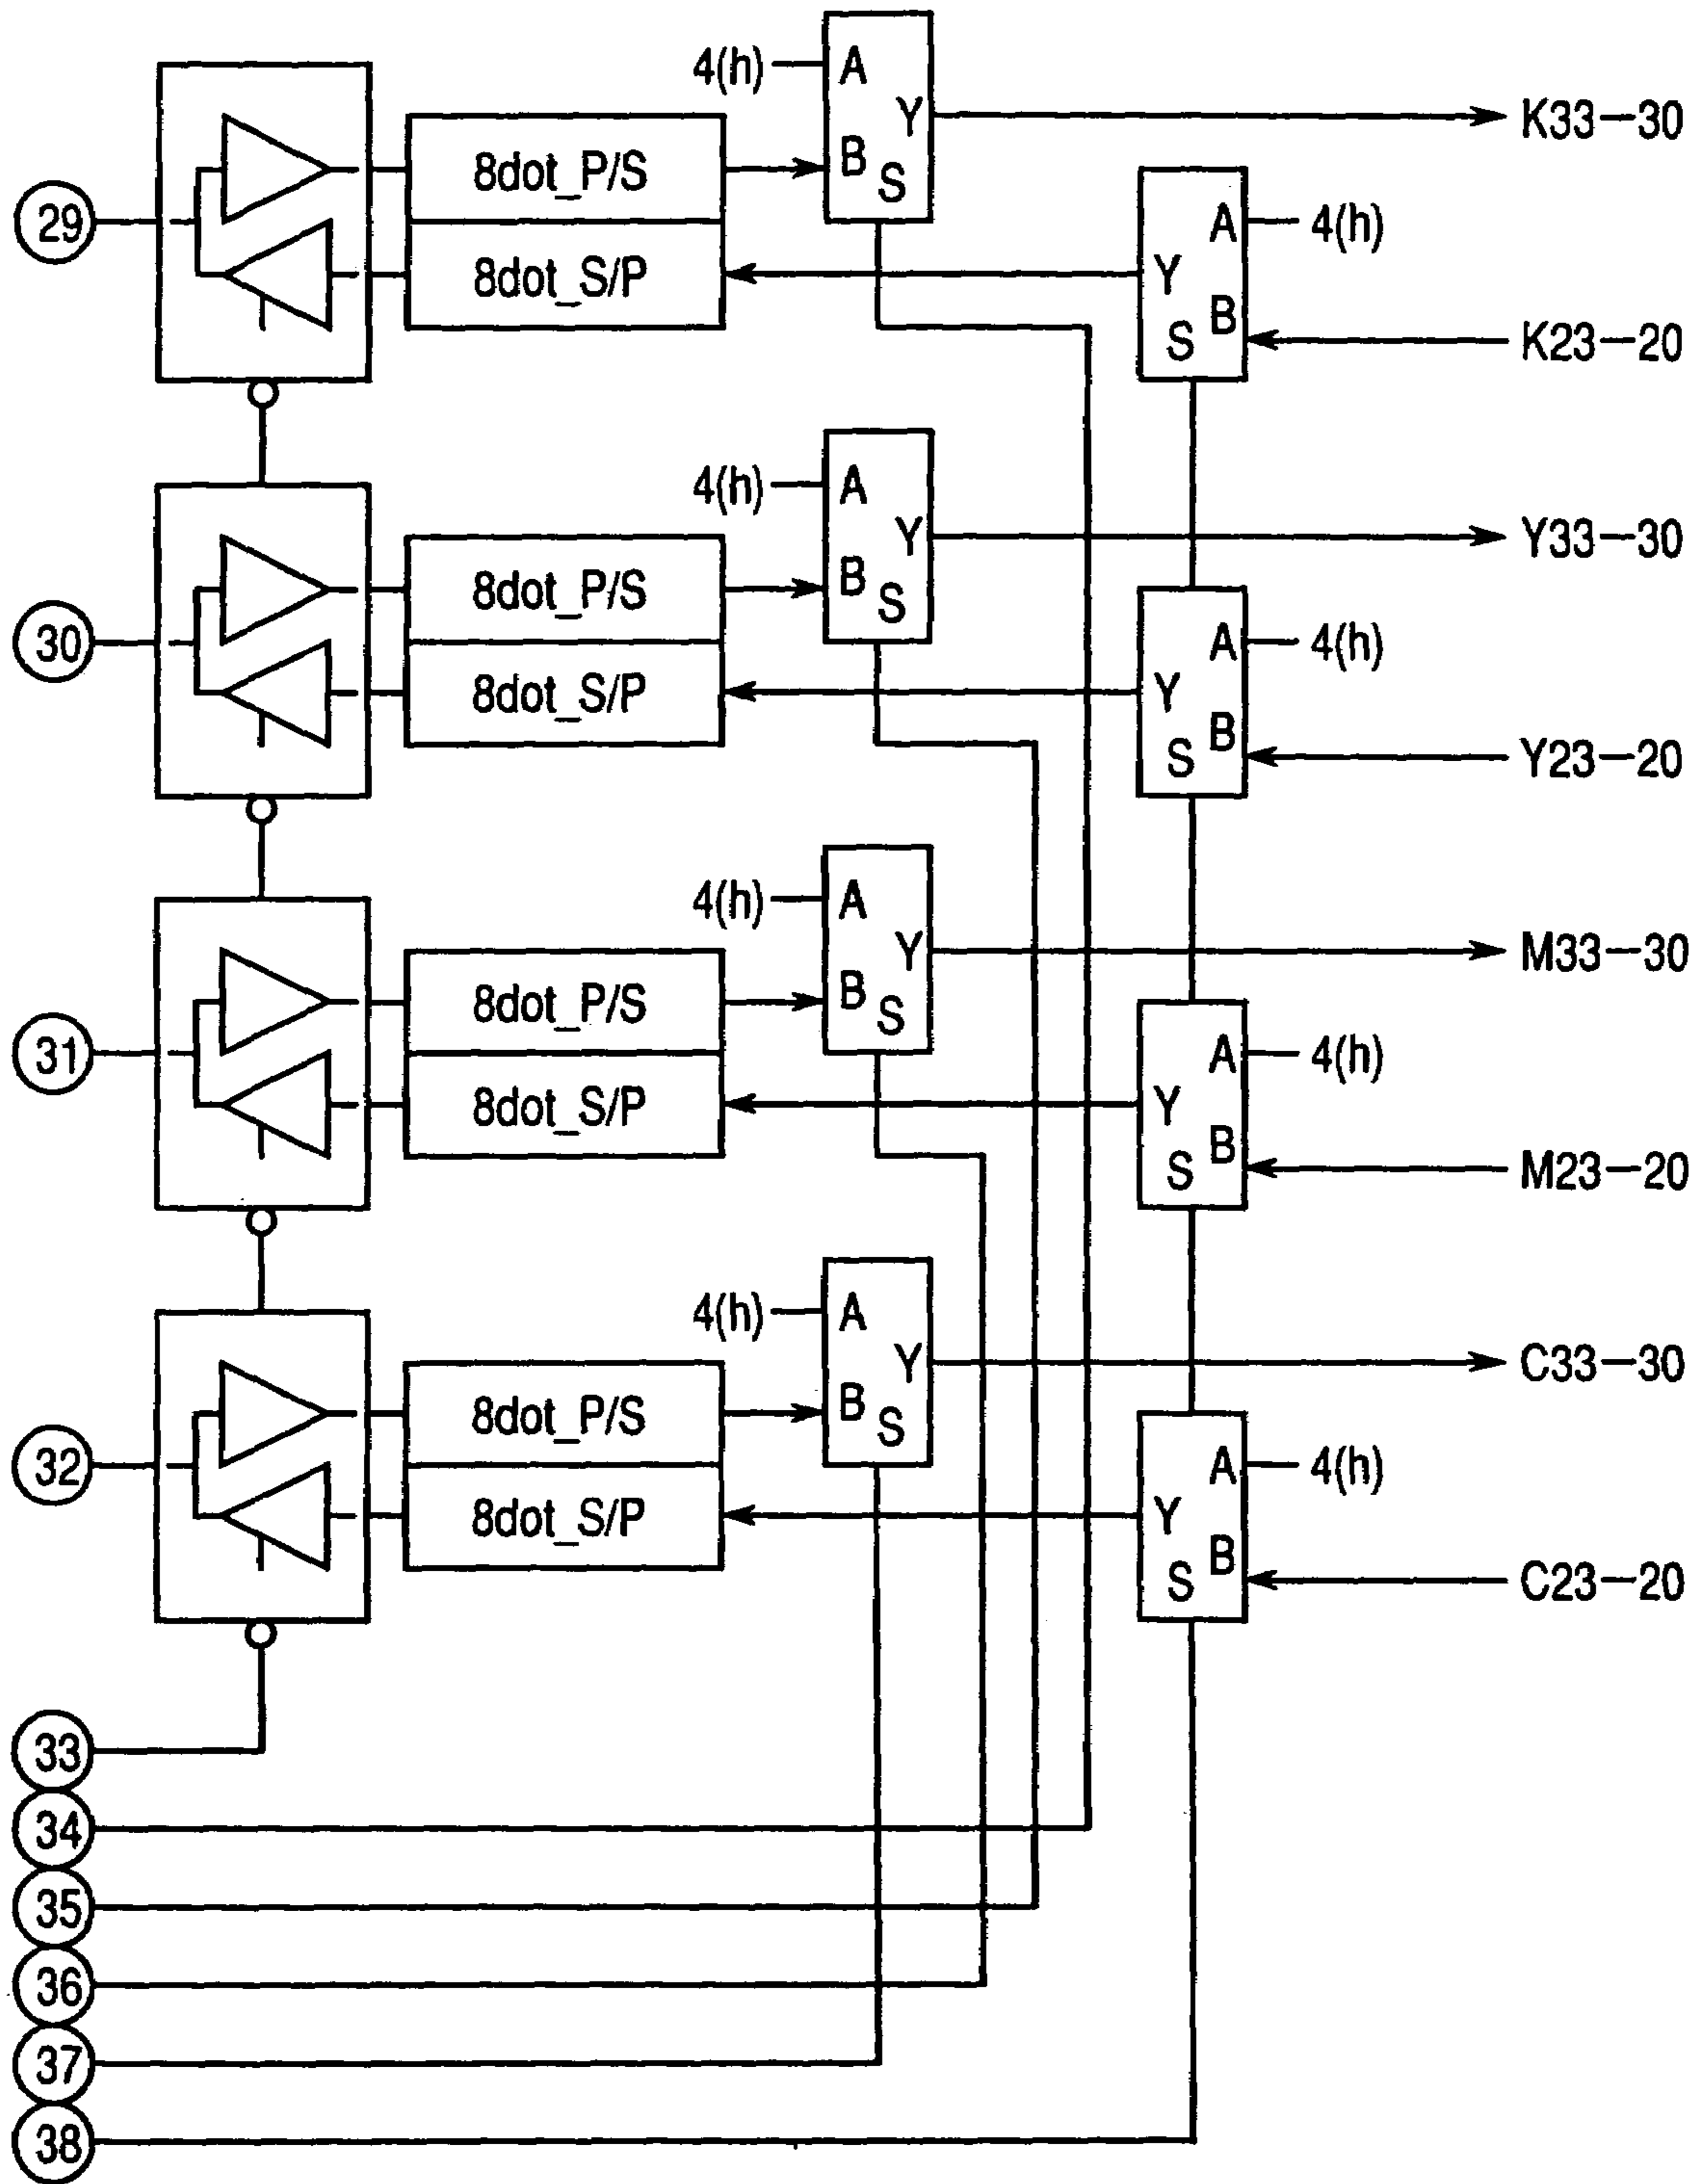 4(h) A
Y K33-30
B
S
8dot_P/S
29
8dot_S/P
A 4(h)
Y
B
S K23-20
4(h) A
Y Y33-30
B
S
8dot_P/S
30
8dot_S/P
A 4(h)
Y
B
S Y23-20
4(h) A
Y M33-30
B
S
8dot_P/S
31
8dot_S/P
A 4(h)
Y
B
S M23-20
4(h) A
Y C33-30
B
S
8dot_P/S
32
8dot_S/P
A 4(h)
Y
B
S C23-20
33
34
35
36
37
38